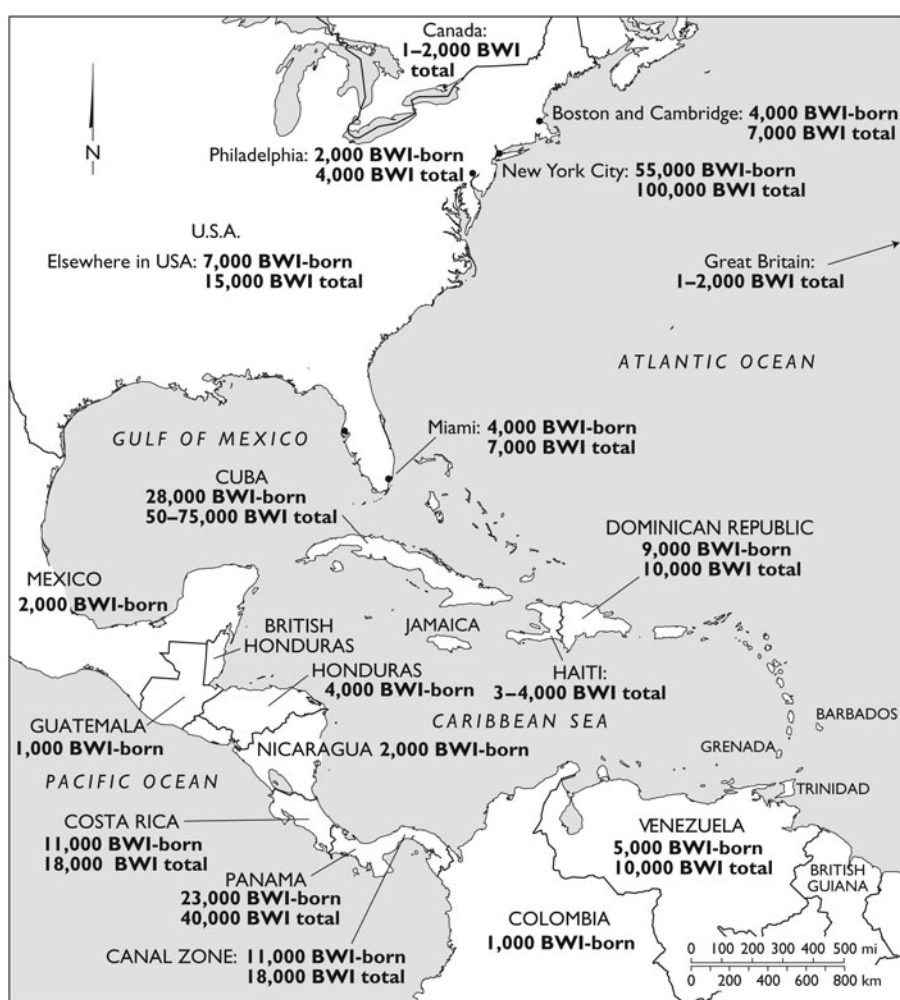 Canada:
1–2,000 BWI
total
Boston and Cambridge: 4,000 BWI-born
7,000 BWI total
N
Philadelphia: 2,000 BWI-born
4,000 BWI total
New York City: 55,000 BWI-born
100,000 BWI total
U.S.A.
Elsewhere in USA: 7,000 BWI-born
15,000 BWI total
Great Britain:
1–2,000 BWI total
ATLANTIC OCEAN
GULF OF MEXICO
Miami: 4,000 BWI-born
7,000 BWI total
CUBA
28,000 BWI-born
50–75,000 BWI total
DOMINICAN REPUBLIC
9,000 BWI-born
10,000 BWI total
MEXICO
2,000 BWI-born
BRITISH
HONDURAS
JAMAICA
HONDURAS
4,000 BWI-born
HAITI:
3–4,000 BWI total
GUATEMALA
1,000 BWI-born
CARIBBEAN SEA
BARBADOS
NICARAGUA 2,000 BWI-born
GRENADA
PACIFIC OCEAN
TRINIDAD
COSTA RICA
11,000 BWI-born
18,000 BWI total
VENEZUELA
5,000 BWI-born
10,000 BWI total
BRITISH
GUIANA
PANAMA
23,000 BWI-born
40,000 BWI total
COLOMBIA
1,000 BWI-born
CANAL ZONE: 11,000 BWI-born
18,000 BWI total
0 100 200 300 400 500 mi
0 200 400 600 800 km